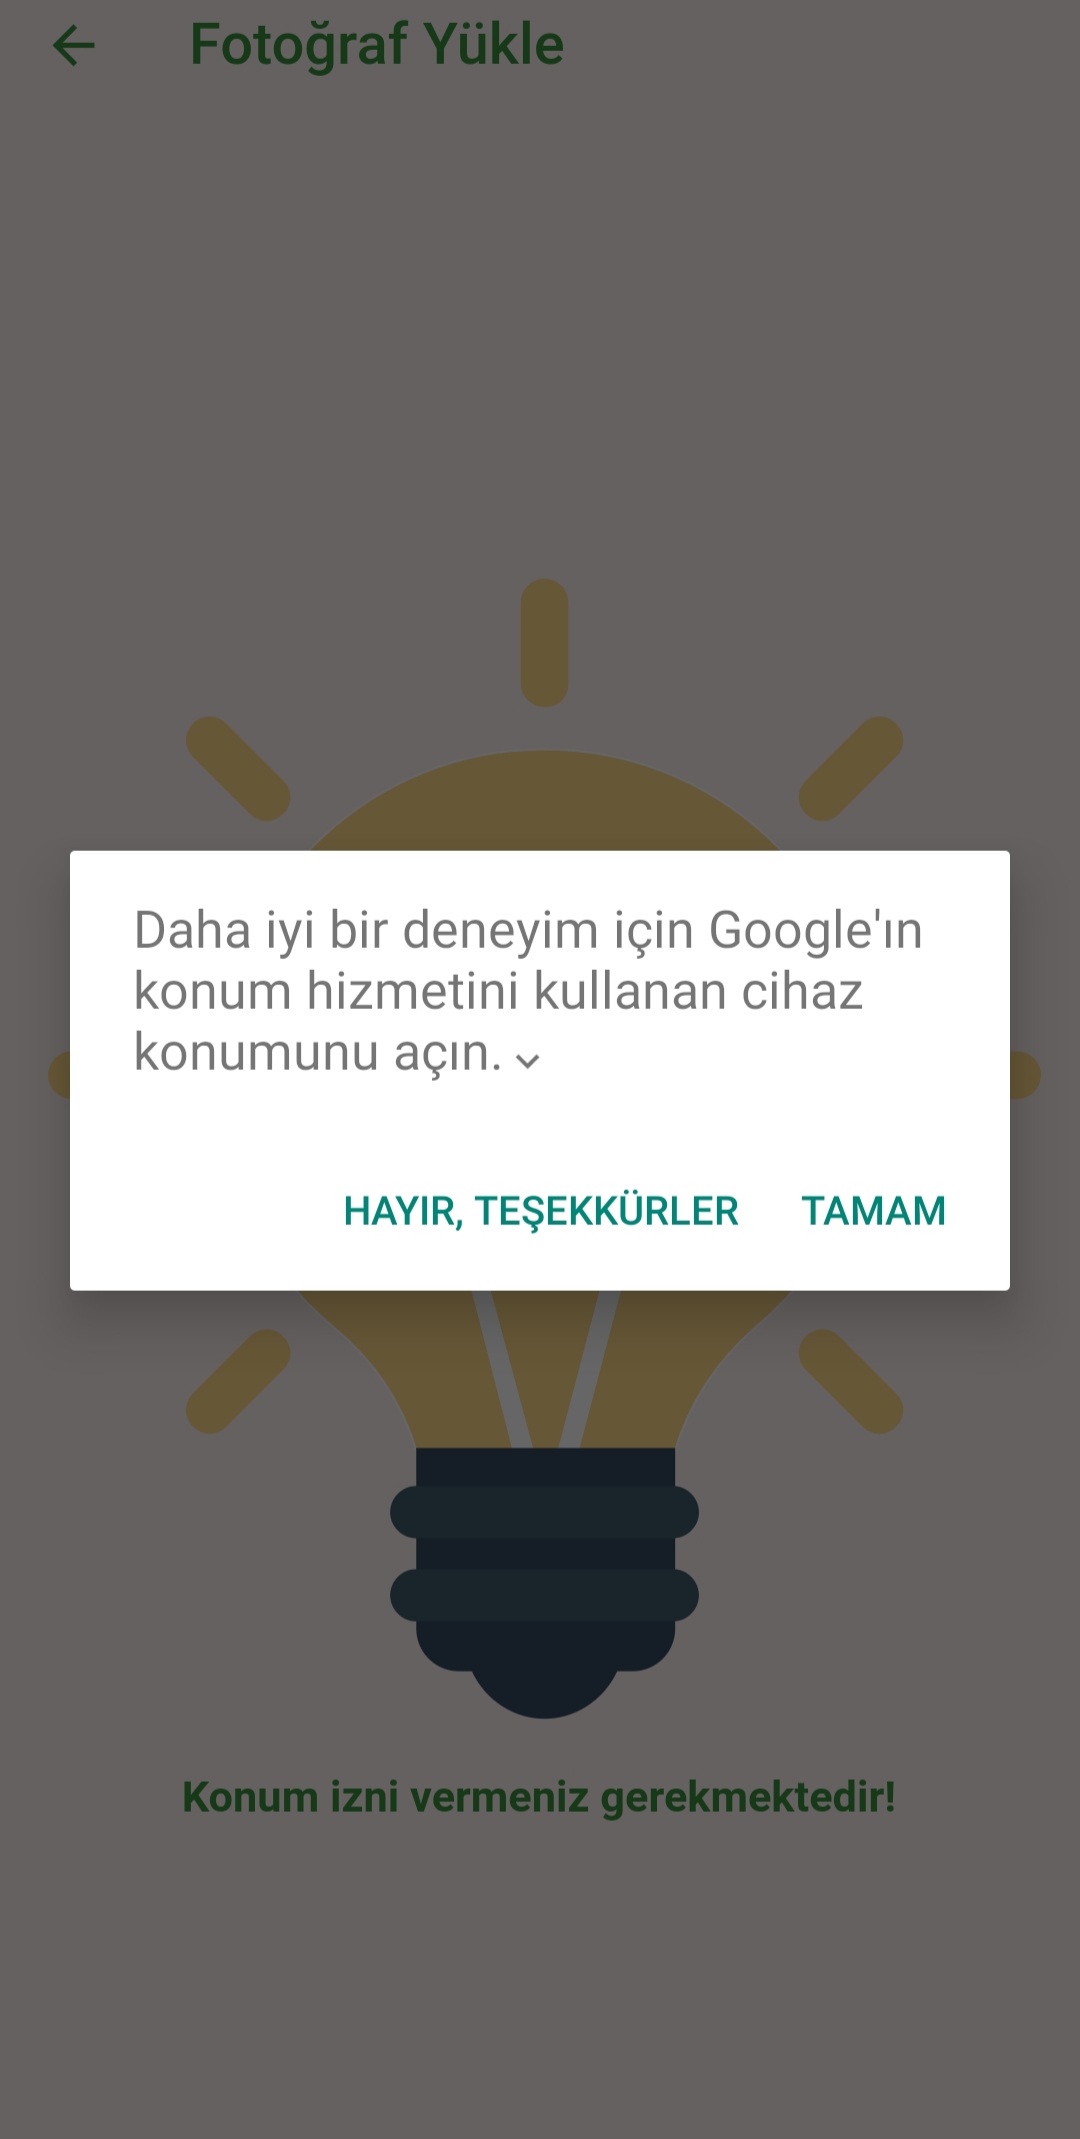 Fotoğraf Yükle
Daha iyi bir deneyim için Google'ın
konum hizmetini kullanan cihaz
konumunu açın.
HAYIR, TEŞEKKÜRLER TAMAM
Konum izni vermeniz gerekmektedir!